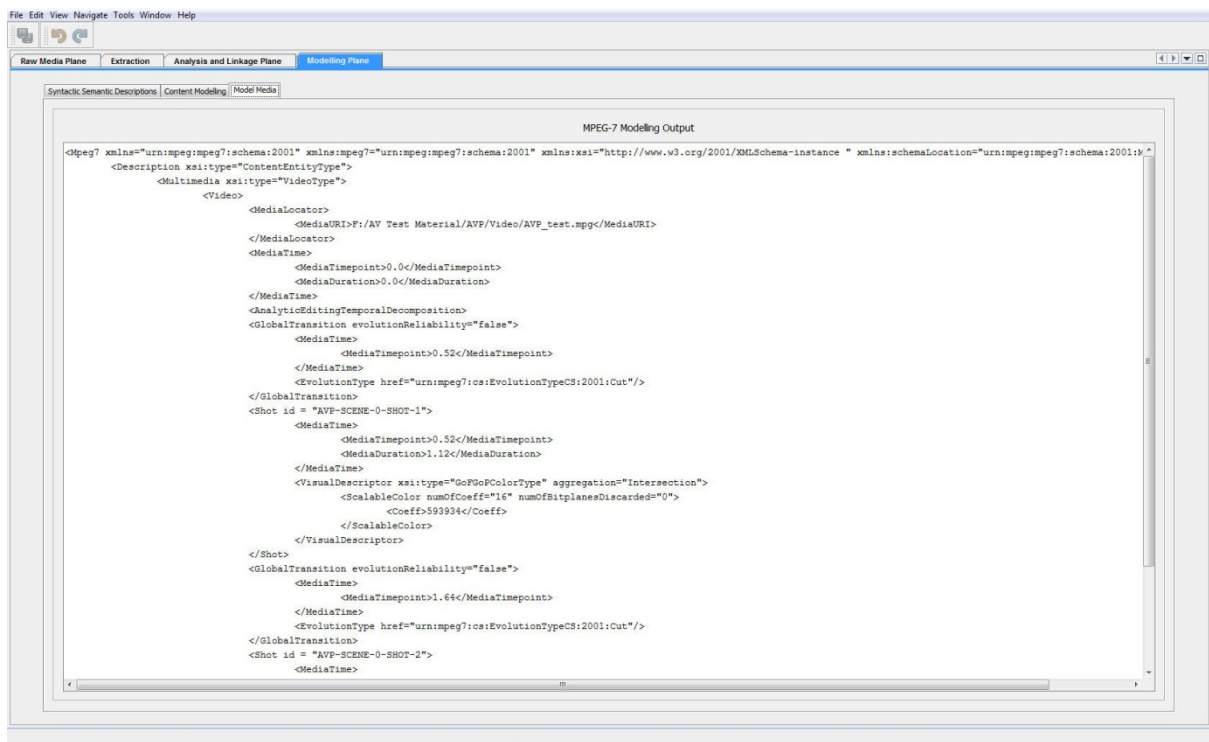 File Edit View Navigate Tools Window Help
Raw Media Plane Extraction Analysis and Linkage Plane Modelling Plane
Syntactic Semantic Descriptions Content Modelling Model Media
MPEG-7 Modeling Output
<Mpeg7 xmlns="urn:mpeg:mpeg7:schema:2001" xmlns:mpeg7="urn:mpeg:mpeg7:schema:2001" xmlns:xsi="http://www.w3.org/2001/XMLSchema-instance " xmlns:schemaLocation="urn:mpeg:mpeg7:schema:2001:M
<Description xsi:type="ContentEntityType">
<Multimedia xsi:type="VideoType">
<Video>
<MediaLocator>
<MediaURI>F:/AV Test Material/AVP/Video/AVP_test.mpg</MediaURI>
</MediaLocator>
<MediaTime>
<MediaTimepoint>0.0</MediaTimepoint>
<MediaDuration>0.0</MediaDuration>
</MediaTime>
<AnalyticEditingTemporalDecomposition>
<GlobalTransition evolutionReliability="false">
<MediaTime>
<MediaTimepoint>0.52</MediaTimepoint>
</MediaTime>
<EvolutionType href="urn:mpeg7:cs:EvolutionTypeCS:2001:Cut"/>
</GlobalTransition>
<Shot id = "AVP-SCENE-0-SHOT-1">
<MediaTime>
<MediaTimepoint>0.52</MediaTimepoint>
<MediaDuration>1.12</MediaDuration>
</MediaTime>
<VisualDescriptor xsi:type="GoFGoPColorType" aggregation="Intersection">
<ScalableColor numOfCoeff="16" numOfBitplanesDiscarded="0">
<Coeff>593934</Coeff>
</ScalableColor>
</VisualDescriptor>
</Shot>
<GlobalTransition evolutionReliability="false">
<MediaTime>
<MediaTimepoint>1.64</MediaTimepoint>
</MediaTime>
<EvolutionType href="urn:mpeg7:cs:EvolutionTypeCS:2001:Cut"/>
</GlobalTransition>
<Shot id = "AVP-SCENE-0-SHOT-2">
<MediaTime>